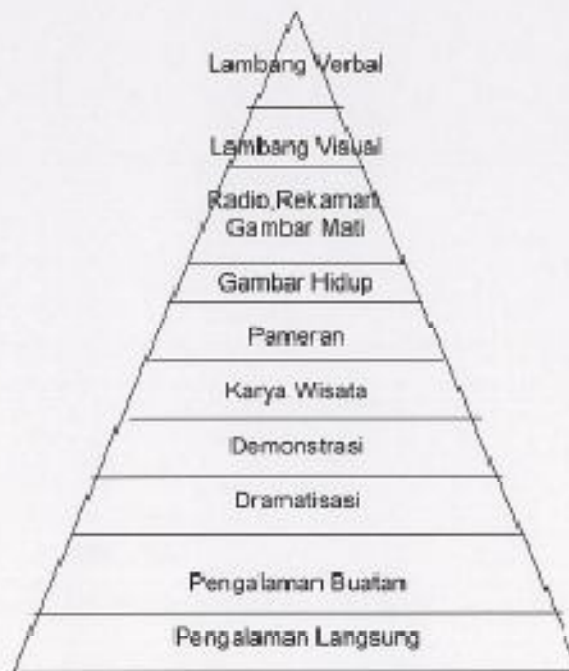 Lambang Verbal
Lambang Visual
Radio,Rekaman
Gambar Mati
Gambar Hidup
Pameran
Karya Wisata
Demonstrasi
Dramatisasi
Pengalaman Buatan
Pengalaman Langsung